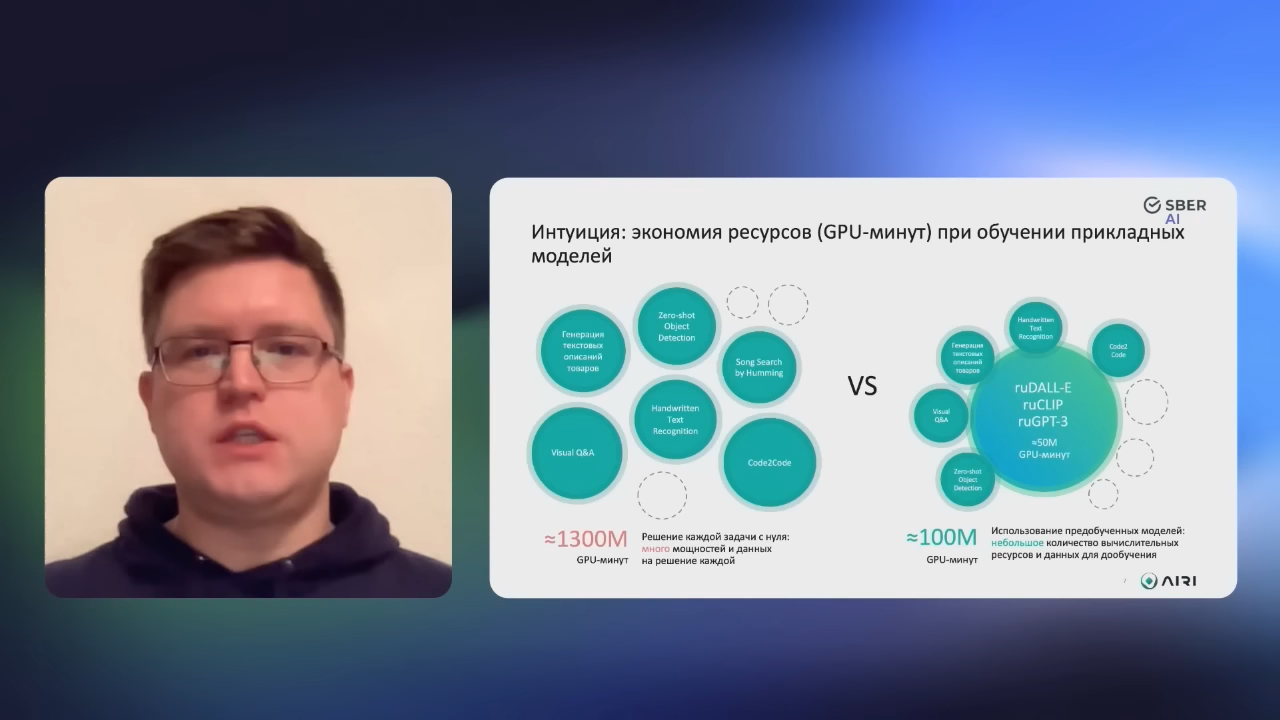 SBER
AI
Интуиция: экономия ресурсов (GPU-минут) при обучении прикладных
моделей
Генерация
текстовых
описаний
товаров
Zero-shot
Object
Detection
Song Search
by Humming
Handwritten
Text
Recognition
Visual Q&A
Code2Code
≈1300M
GPU-минут
Решение каждой задачи с нуля:
много мощностей и данных
на решение каждой
VS
Handwritten
Text
Recognition
Генерация
текстовых
описаний
товаров
Code2
Code
Visual
Q&A
Zero-shot
Object
Detection
ruDALL-E
ruCLIP
ruGPT-3
≈50M
GPU-минут
≈100M
GPU-минут
Использование предобученных моделей:
небольшое количество вычислительных
ресурсов и данных для дообучения
7
AIRI